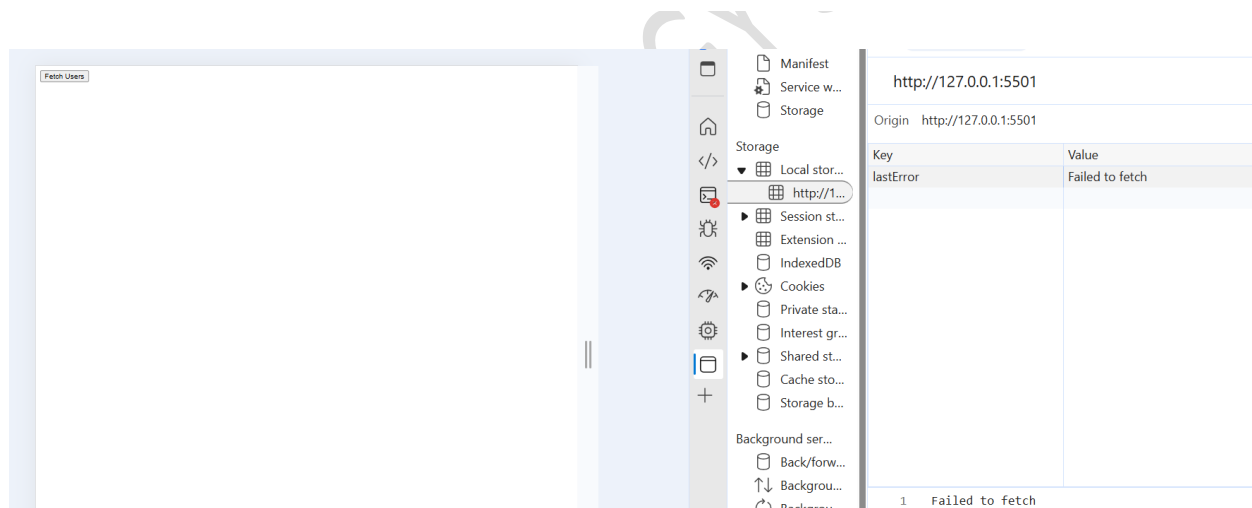 Fetch Users
Manifest
Service w...
Storage
Storage
Local stor...
http://1...
Session st...
Extension ...
IndexedDB
Cookies
Private sta...
Interest gr...
Shared st...
Cache sto...
Storage b...
Background ser...
Back/forw...
Backgrou...
http://127.0.0.1:5501
Origin http://127.0.0.1:5501
Key Value
lastError Failed to fetch
1 Failed to fetch